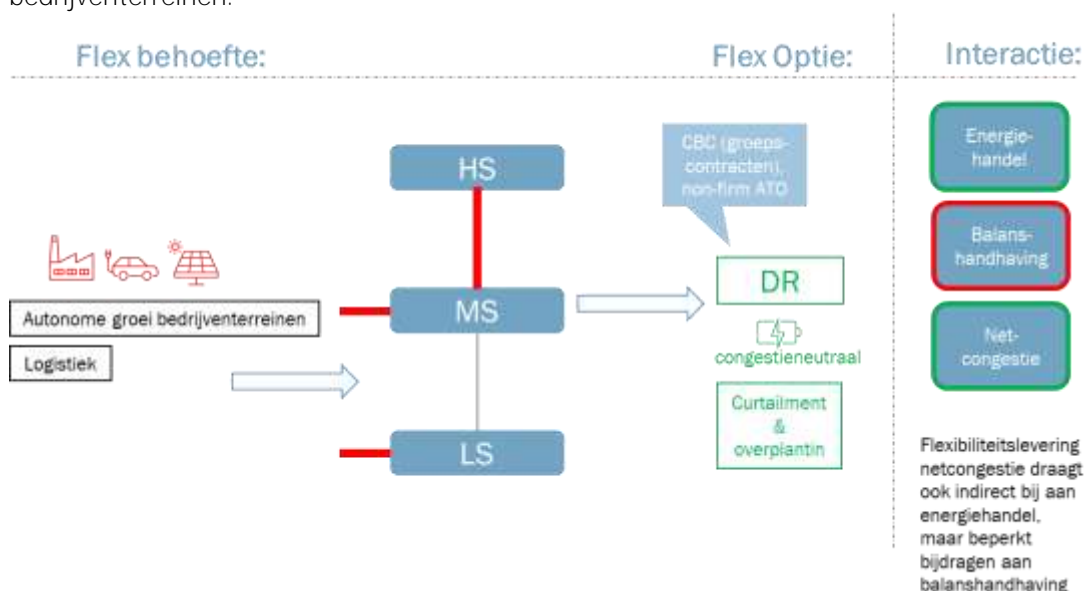 bedrijventerreinen.
Flex behoefte:
Flex Optie:
Interactie:
HS
CBC (groeps-
contracten),
non-firm ATO
Energie-
handel
Balans-
handhaving
DR
MS
Autonome groei bedrijventerreinen
Logistiek
congestieneutraal
Net-
congestie
Curtailment
&
overplantin
LS
Flexibiliteitslevering
netcongestie draagt
ook indirect bij aan
energiehandel,
maar beperkt
bijdragen aan
balanshandhaving